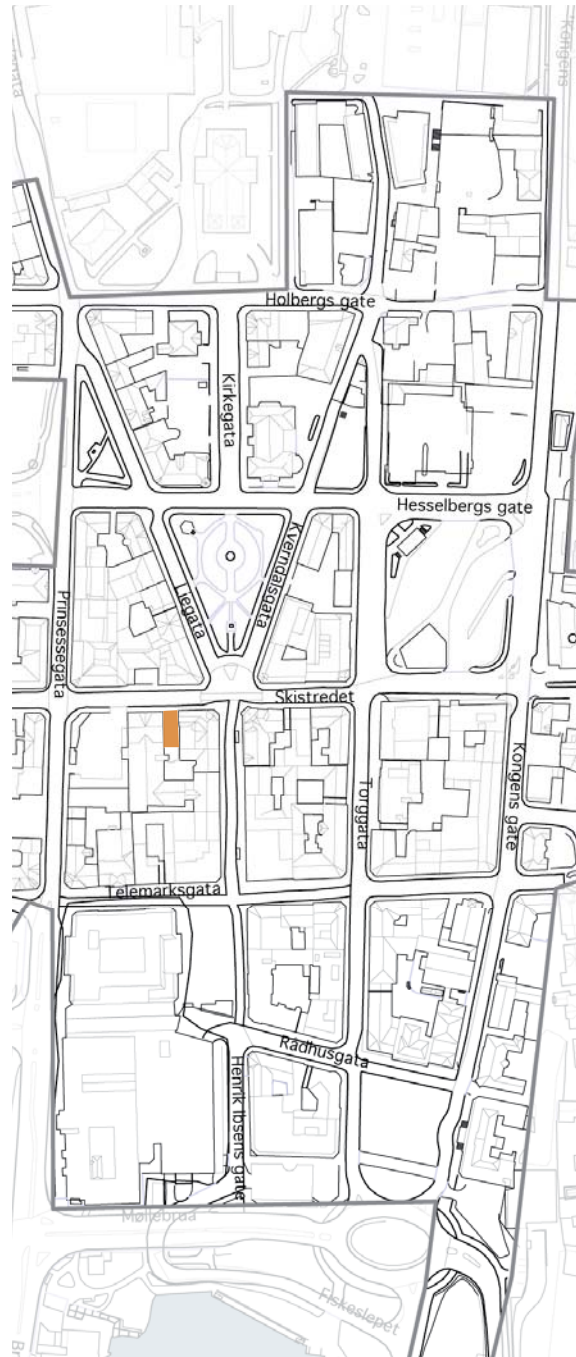 Kongens
Holbergs gate
Kirkegata
Hesselbergs gate
Kverndalsgata
Liegata
Prinsessegata
Skistredet
Torggata
Kongens gate
Telemarksgata
Rådhusgata
Henrik Ibsens gate
Møllebrua
Fiskeslepet